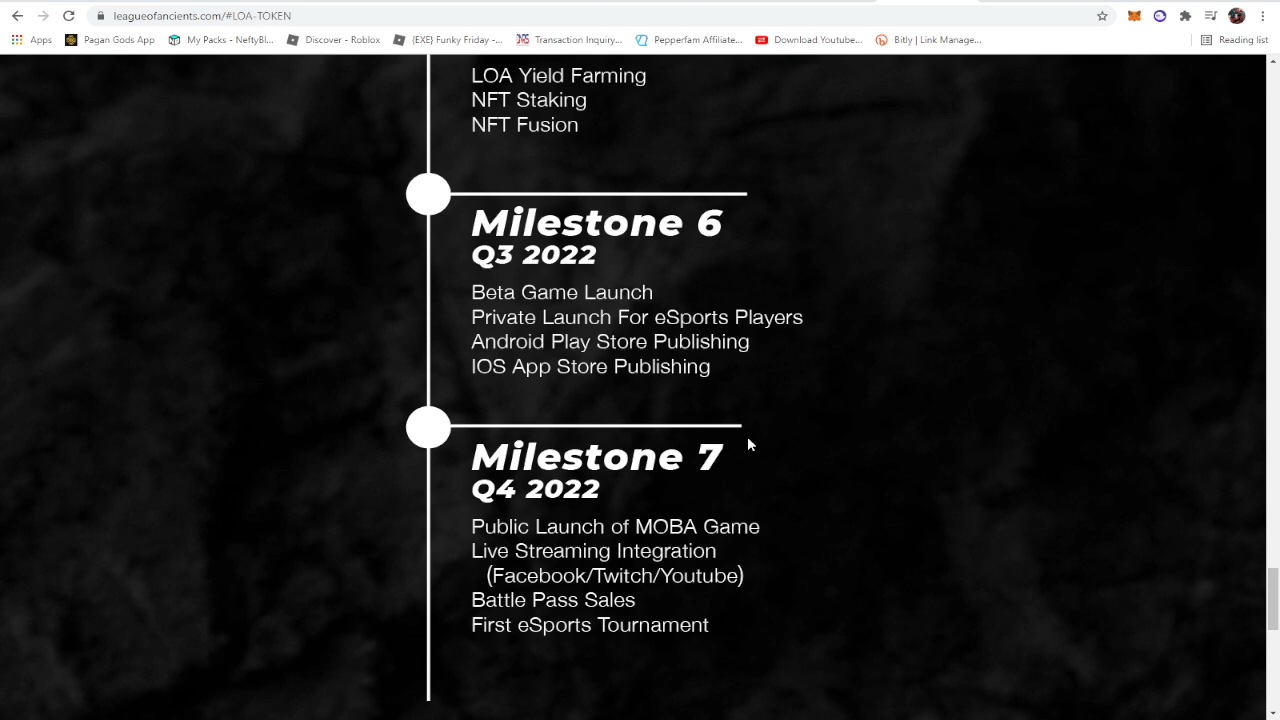 leagueofancients.com/#LOA-TOKEN
Apps
Pagan Gods App
My Packs - NeftyBl...
Discover - Roblox
{EXE} Funky Friday -...
Transaction Inquiry...
Pepperfam Affiliate...
Download Youtube...
Bitly | Link Manage...
Reading list
LOA Yield Farming
NFT Staking
NFT Fusion
Milestone 6
Q3 2022
Beta Game Launch
Private Launch For eSports Players
Android Play Store Publishing
IOS App Store Publishing
Milestone 7
Q4 2022
Public Launch of MOBA Game
Live Streaming Integration
(Facebook/Twitch/Youtube)
Battle Pass Sales
First eSports Tournament